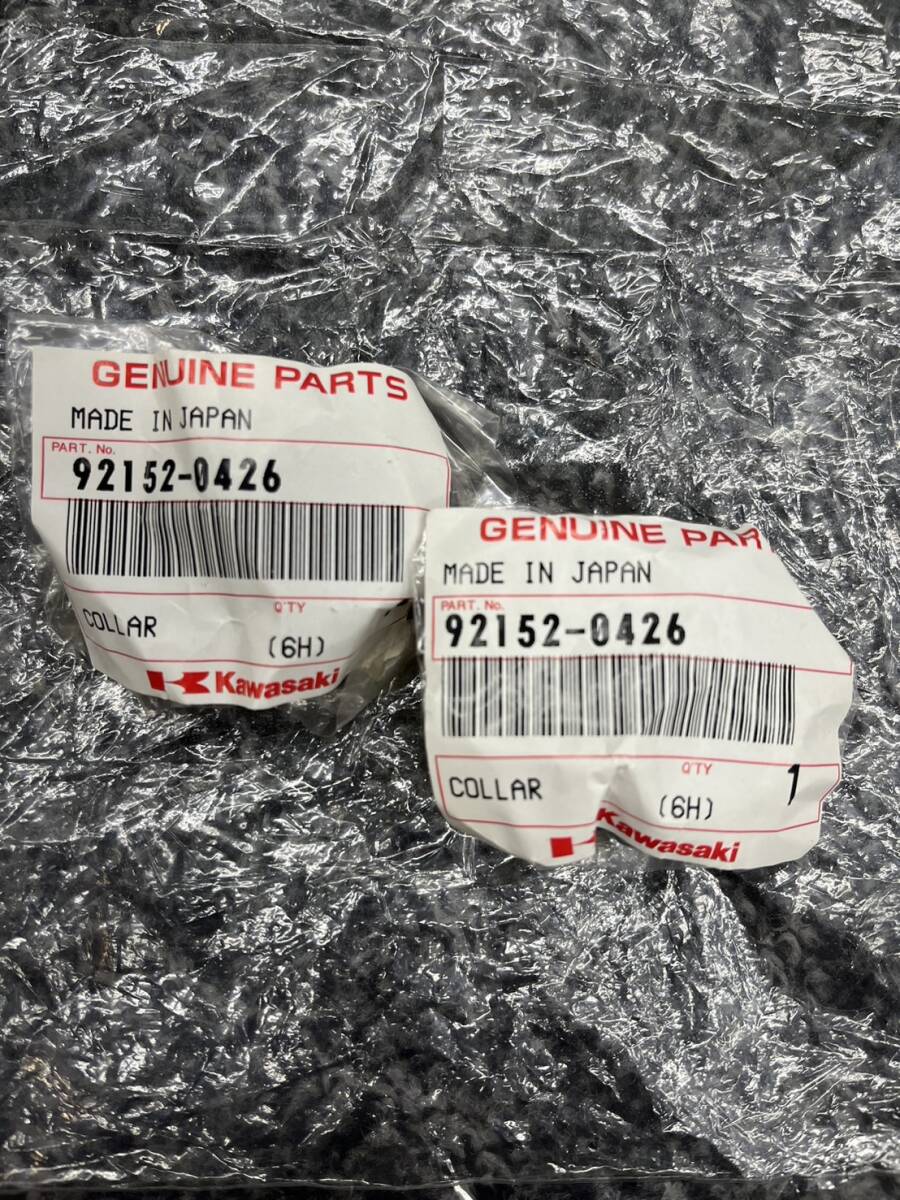 GENUINE PARTS
MADE IN JAPAN
PART. No.
92152-0426
Q'TY
COLLAR
(6H)
Kawasaki
GENUINE PAR
MADE IN JAPAN
PART. No.
92152-0426
Q'TY
COLLAR
(6H)
1
Kawasaki